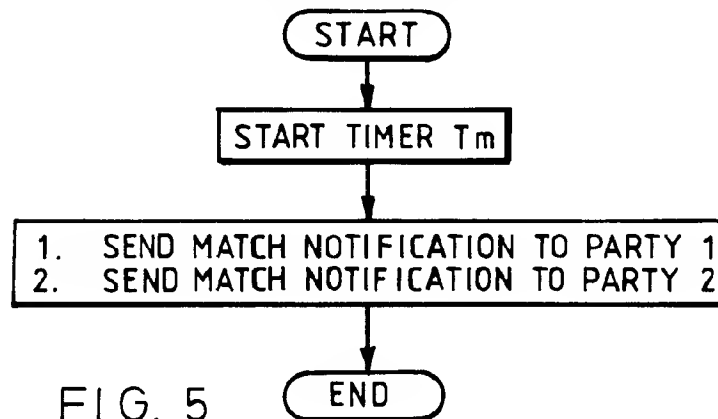 START
START TIMER Tm
1. SEND MATCH NOTIFICATION TO PARTY 1
2. SEND MATCH NOTIFICATION TO PARTY 2
END
FIG. 5